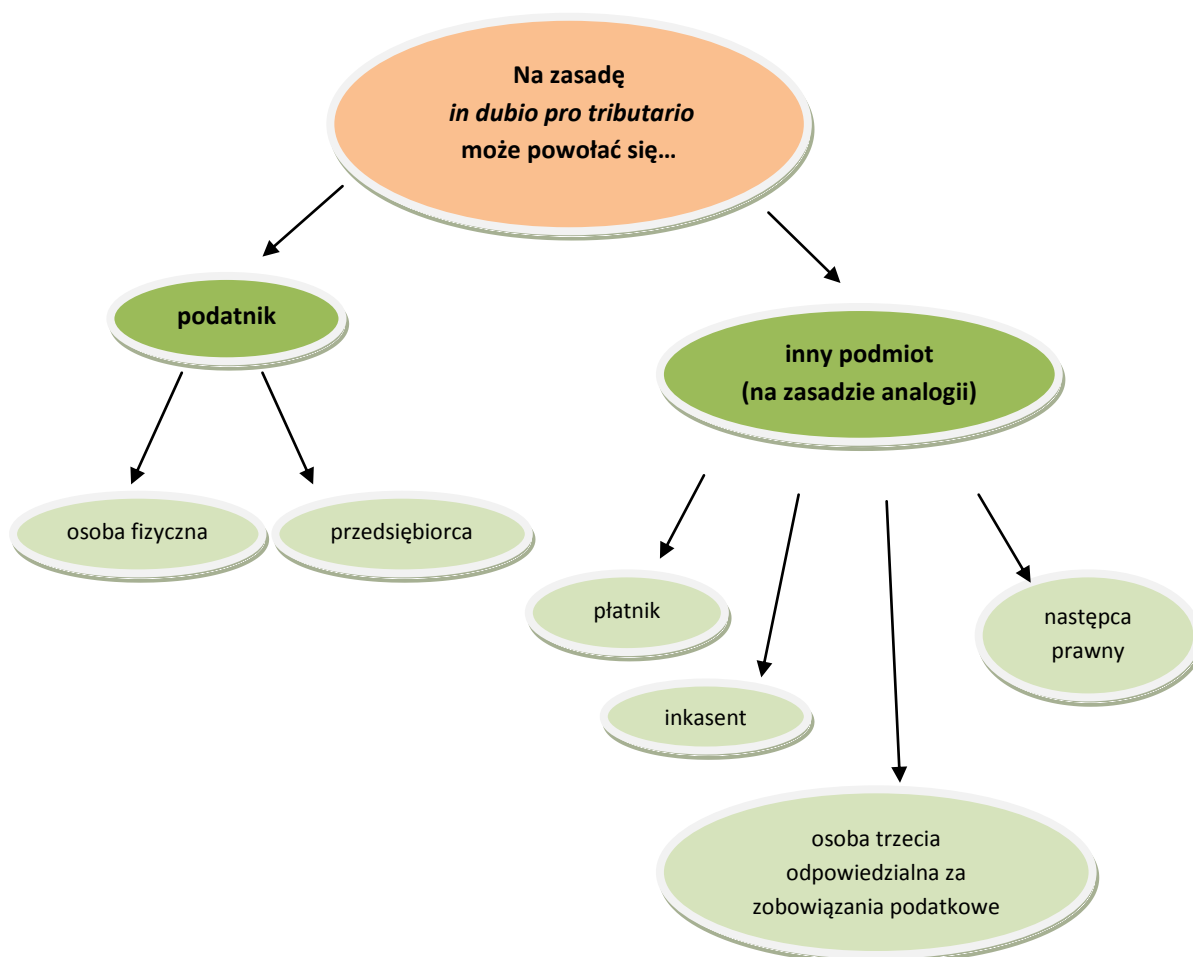 Na zasadę
in dubio pro tributario
może powołać się…
podatnik
inny podmiot
(na zasadzie analogii)
osoba fizyczna
przedsiębiorca
płatnik
następca
prawny
inkasent
osoba trzecia
odpowiedzialna za
zobowiązania podatkowe